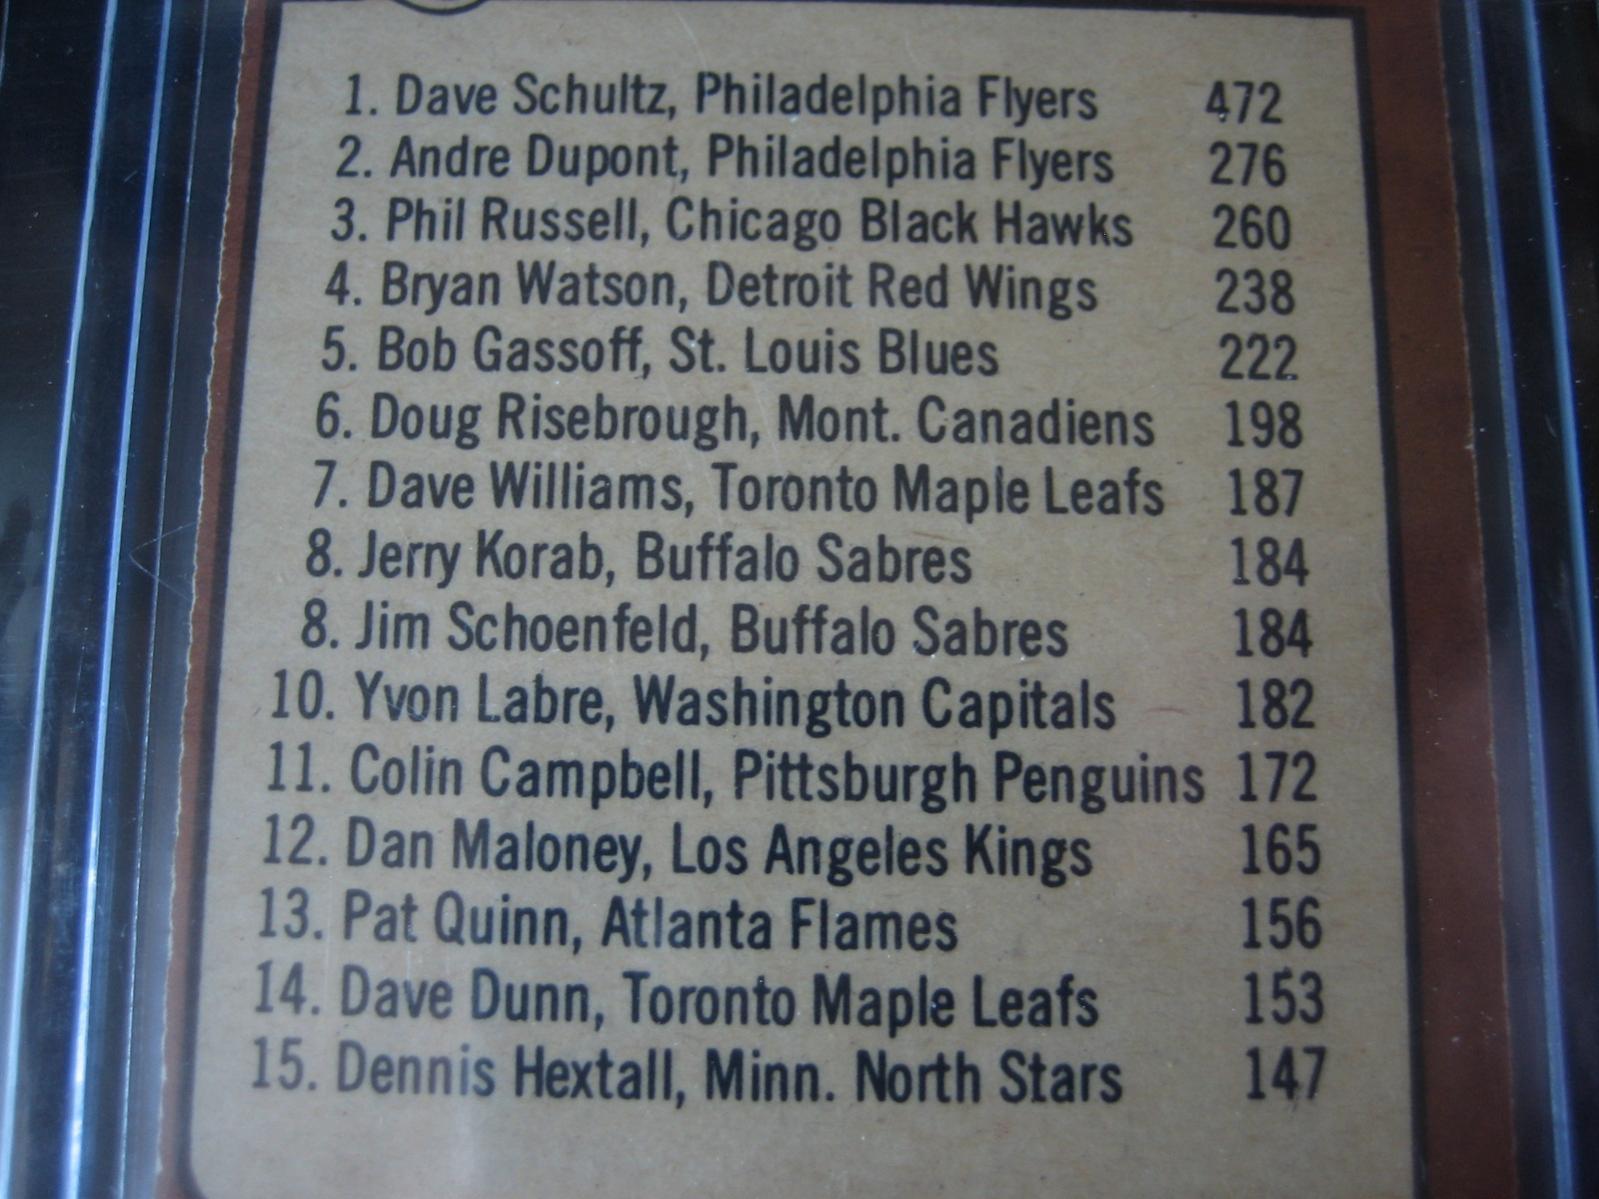 1. Dave Schultz, Philadelphia Flyers 472
2. Andre Dupont, Philadelphia Flyers 276
3. Phil Russell, Chicago Black Hawks 260
4. Bryan Watson, Detroit Red Wings 238
5. Bob Gassoff, St. Louis Blues 222
6. Doug Risebrough, Mont. Canadiens 198
7. Dave Williams, Toronto Maple Leafs 187
8. Jerry Korab, Buffalo Sabres 184
8. Jim Schoenfeld, Buffalo Sabres 184
10. Yvon Labre, Washington Capitals 182
11. Colin Campbell, Pittsburgh Penguins 172
12. Dan Maloney, Los Angeles Kings 165
13. Pat Quinn, Atlanta Flames 156
14. Dave Dunn, Toronto Maple Leafs 153
15. Dennis Hextall, Minn. North Stars 147